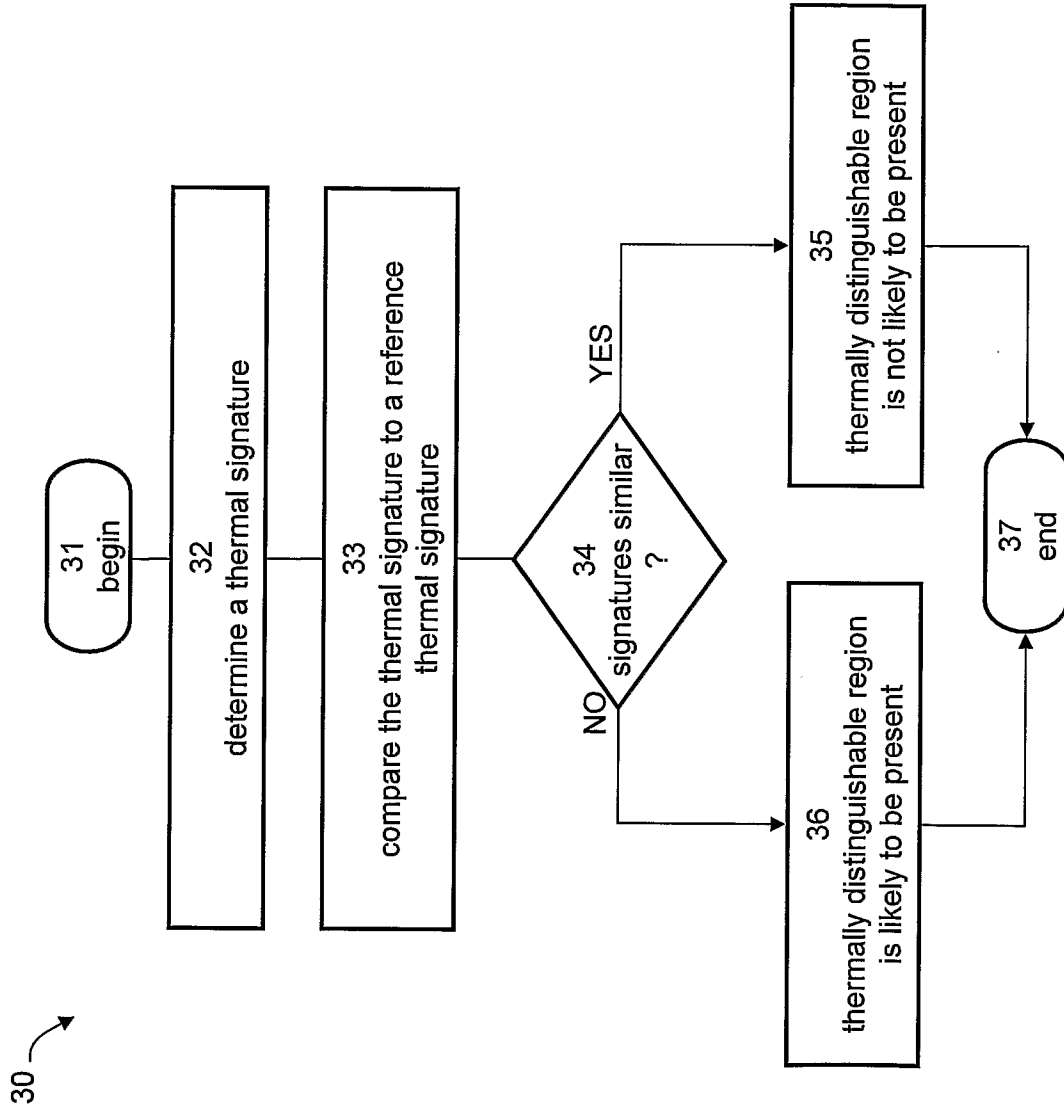 30
31
begin
32
determine a thermal signature
33
compare the thermal signature to a reference
thermal signature
34
signatures similar
?
NO
YES
36
thermally distinguishable region
is likely to be present
35
thermally distinguishable region
is not likely to be present
37
end